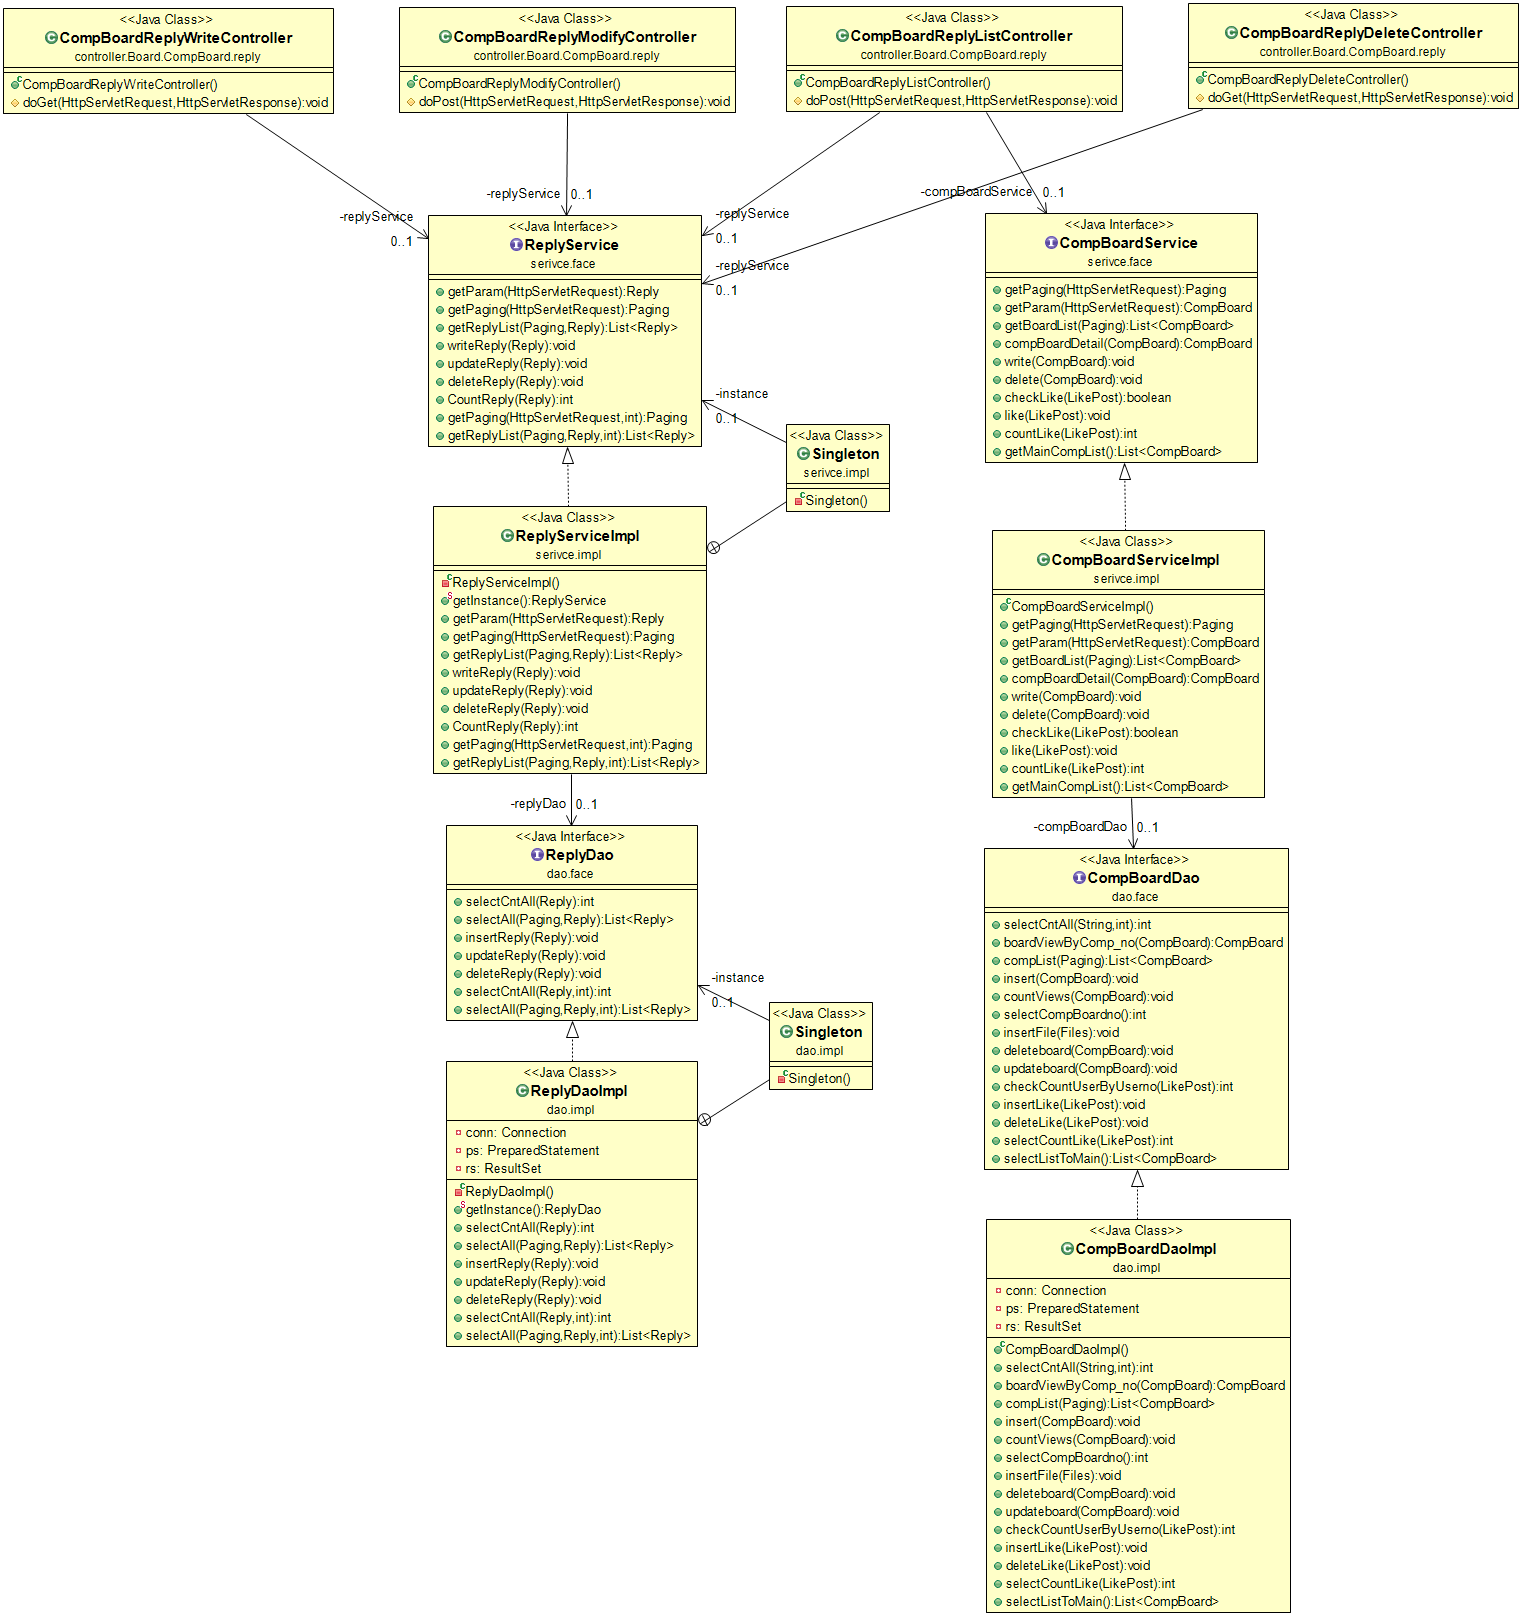 <<Java Class>>
CompBoardReplyWriteController
controller.Board.CompBoard.reply
CompBoardReplyWriteController()
doGet(HttpServletRequest,HttpServletResponse):void
<<Java Class>>
CompBoardReplyModifyController
controller.Board.CompBoard.reply
CompBoardReplyModifyController()
doPost(HttpServletRequest,HttpServletResponse):void
<<Java Class>>
CompBoardReplyListController
controller.Board.CompBoard.reply
CompBoardReplyListController()
doPost(HttpServletRequest,HttpServletResponse):void
<<Java Class>>
CompBoardReplyDeleteController
controller.Board.CompBoard.reply
CompBoardReplyDeleteController()
doGet(HttpServletRequest,HttpServletResponse):void
-replyService
0..1
-replyService
0..1
-replyService
0..1
-replyService
0..1
-compBoardService
0..1
<<Java Interface>>
ReplyService
serivce.face
getParam(HttpServletRequest):Reply
getPaging(HttpServletRequest):Paging
getReplyList(Paging,Reply):List<Reply>
writeReply(Reply):void
updateReply(Reply):void
deleteReply(Reply):void
CountReply(Reply):int
getPaging(HttpServletRequest,int):Paging
getReplyList(Paging,Reply,int):List<Reply>
<<Java Interface>>
CompBoardService
serivce.face
getPaging(HttpServletRequest):Paging
getParam(HttpServletRequest):CompBoard
getBoardList(Paging):List<CompBoard>
compBoardDetail(CompBoard):CompBoard
write(CompBoard):void
delete(CompBoard):void
checkLike(LikePost):boolean
like(LikePost):void
countLike(LikePost):int
getMainCompList():List<CompBoard>
-instance
0..1
<<Java Class>>
Singleton
serivce.impl
Singleton()
<<Java Class>>
ReplyServiceImpl
serivce.impl
ReplyServiceImpl()
getInstance():ReplyService
getParam(HttpServletRequest):Reply
getPaging(HttpServletRequest):Paging
getReplyList(Paging,Reply):List<Reply>
writeReply(Reply):void
updateReply(Reply):void
deleteReply(Reply):void
CountReply(Reply):int
getPaging(HttpServletRequest,int):Paging
getReplyList(Paging,Reply,int):List<Reply>
<<Java Class>>
CompBoardServiceImpl
serivce.impl
CompBoardServiceImpl()
getPaging(HttpServletRequest):Paging
getParam(HttpServletRequest):CompBoard
getBoardList(Paging):List<CompBoard>
compBoardDetail(CompBoard):CompBoard
write(CompBoard):void
delete(CompBoard):void
checkLike(LikePost):boolean
like(LikePost):void
countLike(LikePost):int
getMainCompList():List<CompBoard>
-replyDao
0..1
-compBoardDao
0..1
<<Java Interface>>
ReplyDao
dao.face
selectCntAll(Reply):int
selectAll(Paging,Reply):List<Reply>
insertReply(Reply):void
updateReply(Reply):void
deleteReply(Reply):void
selectCntAll(Reply,int):int
selectAll(Paging,Reply,int):List<Reply>
<<Java Interface>>
CompBoardDao
dao.face
selectCntAll(String,int):int
boardViewByComp_no(CompBoard):CompBoard
compList(Paging):List<CompBoard>
insert(CompBoard):void
countViews(CompBoard):void
selectCompBoardno():int
insertFile(Files):void
deleteboard(CompBoard):void
updateboard(CompBoard):void
checkCountUserByUserno(LikePost):int
insertLike(LikePost):void
deleteLike(LikePost):void
selectCountLike(LikePost):int
selectListToMain():List<CompBoard>
-instance
0..1
<<Java Class>>
Singleton
dao.impl
Singleton()
<<Java Class>>
ReplyDaoImpl
dao.impl
conn: Connection
ps: PreparedStatement
rs: ResultSet
ReplyDaoImpl()
getInstance():ReplyDao
selectCntAll(Reply):int
selectAll(Paging,Reply):List<Reply>
insertReply(Reply):void
updateReply(Reply):void
deleteReply(Reply):void
selectCntAll(Reply,int):int
selectAll(Paging,Reply,int):List<Reply>
<<Java Class>>
CompBoardDaoImpl
dao.impl
conn: Connection
ps: PreparedStatement
rs: ResultSet
CompBoardDaoImpl()
selectCntAll(String,int):int
boardViewByComp_no(CompBoard):CompBoard
compList(Paging):List<CompBoard>
insert(CompBoard):void
countViews(CompBoard):void
selectCompBoardno():int
insertFile(Files):void
deleteboard(CompBoard):void
updateboard(CompBoard):void
checkCountUserByUserno(LikePost):int
insertLike(LikePost):void
deleteLike(LikePost):void
selectCountLike(LikePost):int
selectListToMain():List<CompBoard>